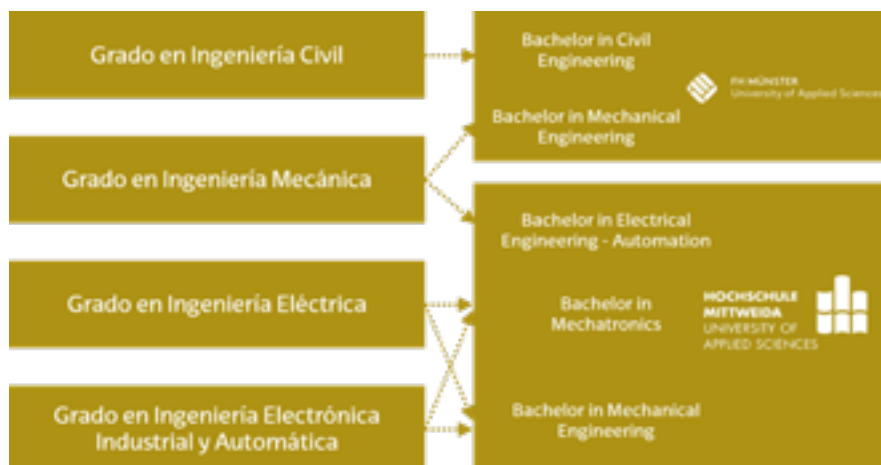 Grado en Ingeniería Civil
Bachelor in Civil
Engineering
FH MÜNSTER
University of Applied Sciences
Bachelor in Mechanical
Engineering
Grado en Ingeniería Mecánica
Bachelor in Electrical
Engineering - Automation
Grado en Ingeniería Eléctrica
Bachelor in
Mechatronics
HOCHSCHULE
MITTWEIDA
UNIVERSITY OF
APPLIED SCIENCES
Grado en Ingeniería Electrónica
Industrial y Automática
Bachelor in Mechanical
Engineering